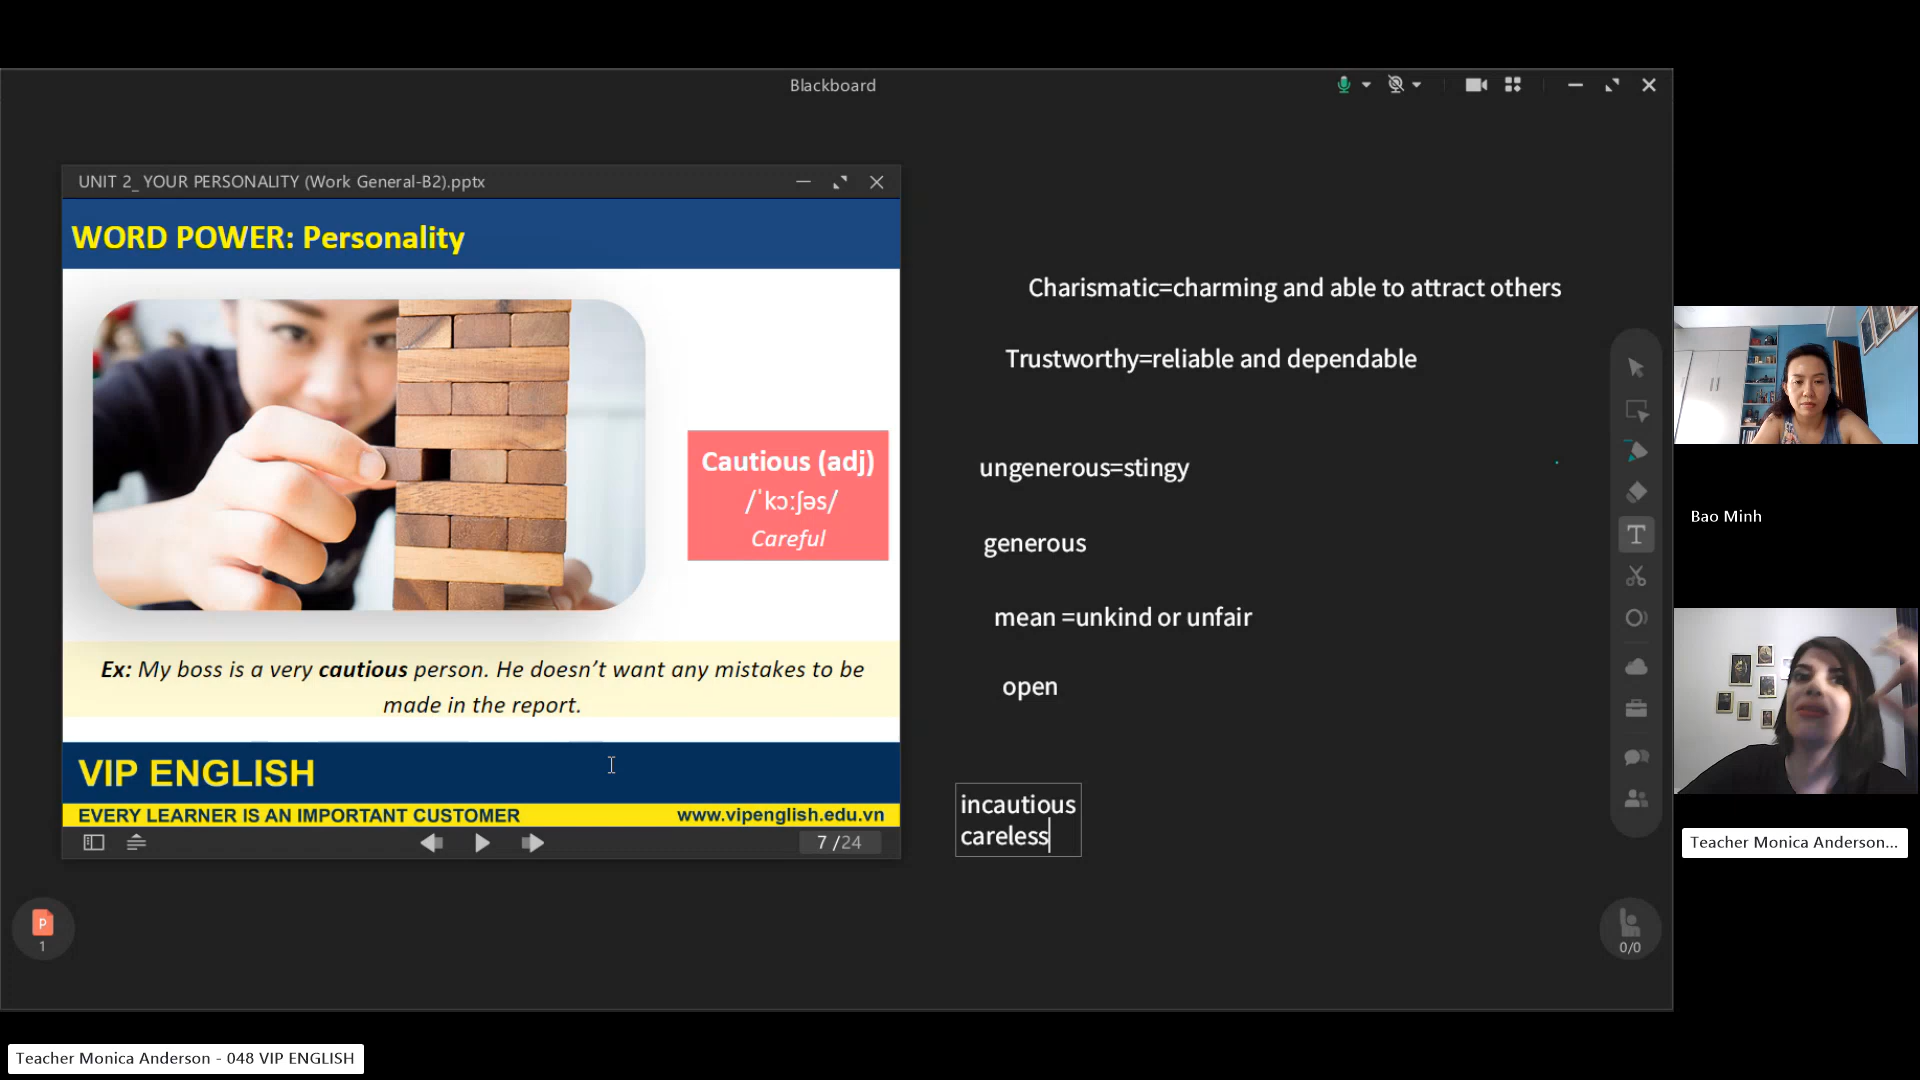 Blackboard
UNIT 2_ YOUR PERSONALITY (Work General-B2).pptx
WORD POWER: Personality
Cautious (adj)
/ˈkɔːʃəs/
Careful
Ex: My boss is a very cautious person. He doesn’t want any mistakes to be
made in the report.
VIP ENGLISH
EVERY LEARNER IS AN IMPORTANT CUSTOMER
www.vipenglish.edu.vn
7 /24
Charismatic=charming and able to attract others
Trustworthy=reliable and dependable
ungenerous=stingy
generous
mean =unkind or unfair
open
incautious
careless
T
P
1
0/0
Bao Minh
Teacher Monica Anderson...
Teacher Monica Anderson - 048 VIP ENGLISH